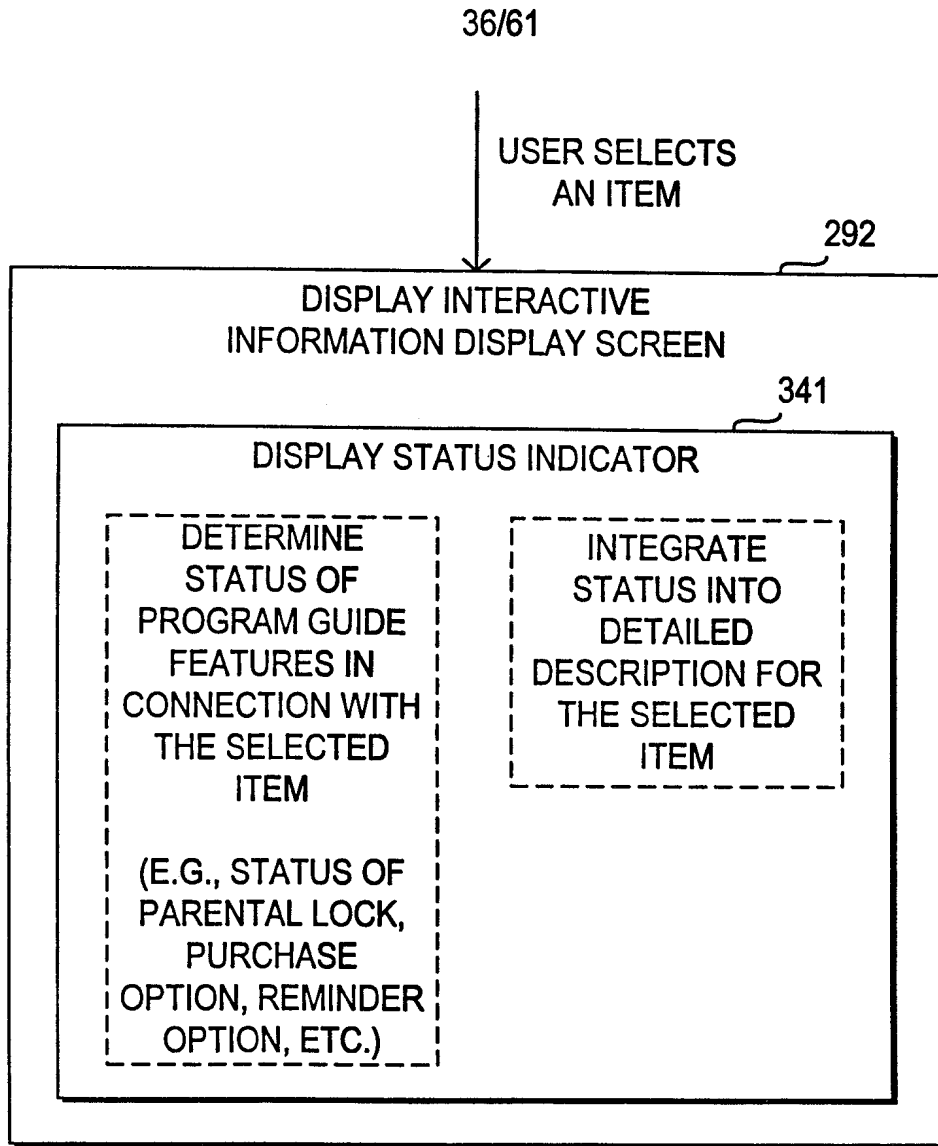 36/61
USER SELECTS
AN ITEM
292
DISPLAY INTERACTIVE
INFORMATION DISPLAY SCREEN
341
DISPLAY STATUS INDICATOR
DETERMINE
STATUS OF
PROGRAM GUIDE
FEATURES IN
CONNECTION WITH
THE SELECTED
ITEM
(E.G., STATUS OF
PARENTAL LOCK,
PURCHASE
OPTION, REMINDER
OPTION, ETC.)
INTEGRATE
STATUS INTO
DETAILED
DESCRIPTION FOR
THE SELECTED
ITEM